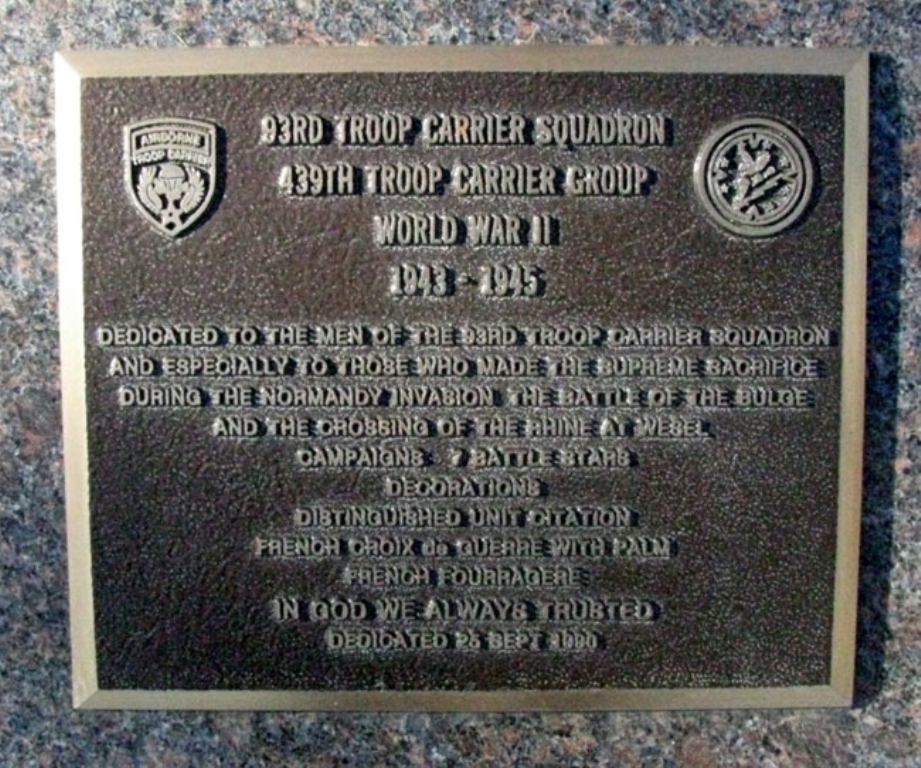 AIRBORNE
TROOP CARRIER
93RD TROOP CARRIER SQUADRON
439TH TROOP CARRIER GROUP
WORLD WAR II
1943 - 1945
DEDICATED TO THE MEN OF THE 93RD TROOP CARRIER SQUADRON
AND ESPECIALLY TO THOSE WHO MADE THE SUPREME SACRIFICE
DURING THE NORMANDY INVASION THE BATTLE OF THE BULGE
AND THE CROSSING OF THE RHINE AT WESEL
CAMPAIGNS - 7 BATTLE STARS
DECORATIONS
DISTINGUISHED UNIT CITATION
FRENCH CROIX de GUERRE WITH PALM
FRENCH FOURRAGERE
IN GOD WE ALWAYS TRUSTED
DEDICATED 25 SEPT 1990